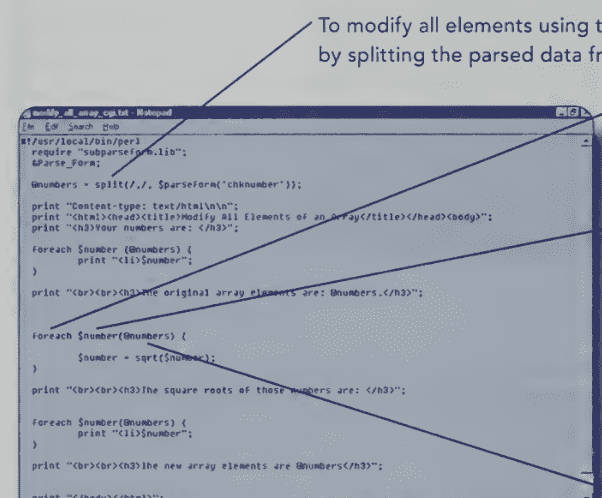 To modify all elements using t
by splitting the parsed data fr
modify_all_array_cgi.txt - Notepad
File Edit Search Help
#!/usr/local/bin/perl
require "subparseform.lib";
&Parse_Form;
@numbers = split(/,/, $parseform{'chknumber'});
print "Content-type: text/html\n\n";
print "<html><head><title>Modify All Elements of an Array</title></head><body>";
print "<h3>Your numbers are: </h3>";
foreach $number (@numbers) {
print "<li>$number";
}
print "<br><br><h3>The original array elements are: @numbers.</h3>";
foreach $number(@numbers) {
$number = sqrt($number);
}
print "<br><br><h3>The square roots of those numbers are: </h3>";
foreach $number(@numbers) {
print "<li>$number";
}
print "<br><br><h3>The new array elements are @numbers</h3>";
print "</body></html>";